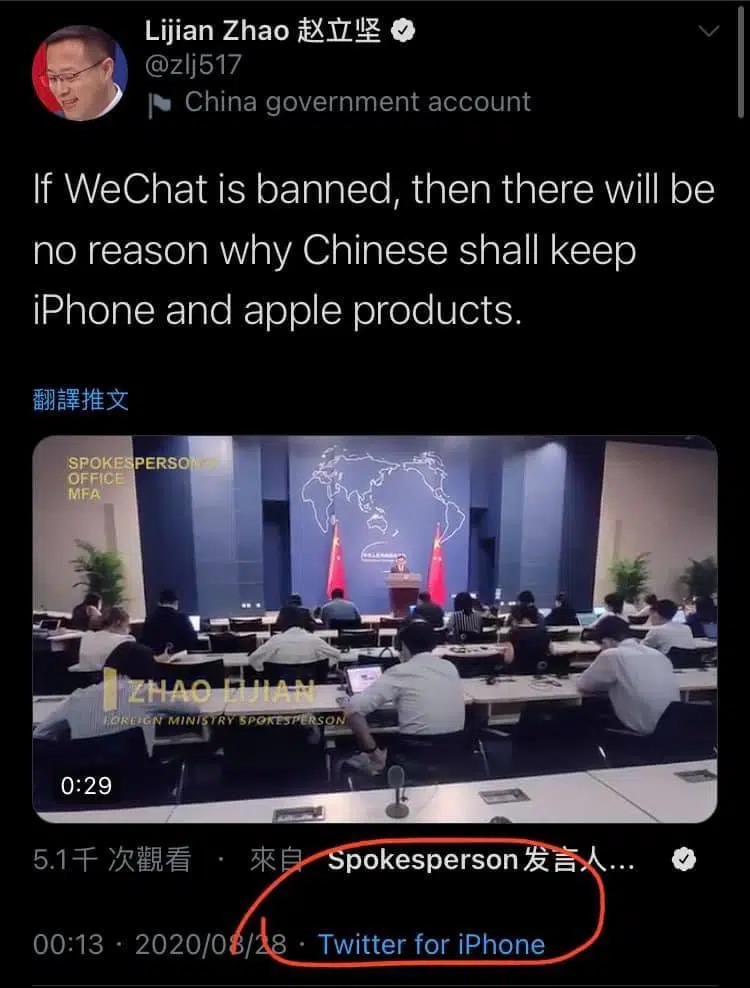 Lijian Zhao 赵立坚
@zlj517
China government account
If WeChat is banned, then there will be
no reason why Chinese shall keep
iPhone and apple products.
翻譯推文
SPOKESPERSON'S
OFFICE
MFA
ZHAO LIJIAN
FOREIGN MINISTRY SPOKESPERSON
0:29
5.1千 次觀看 · 來自 Spokesperson发言人...
00:13 · 2020/08/28 · Twitter for iPhone